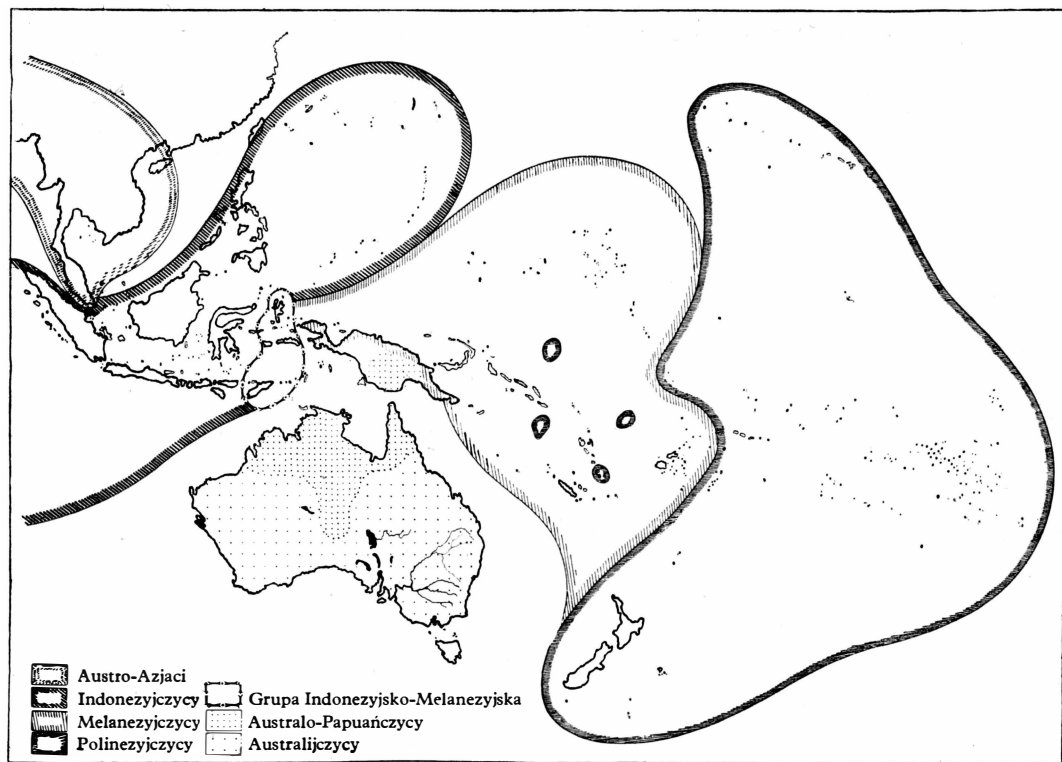 Austro-Azjaci
Indonezyjczycy
Melanezyjczycy
Polinezyjczycy
Grupa Indonezyjsko-Melanezyjska
Australo-Papuańczycy
Australijczycy